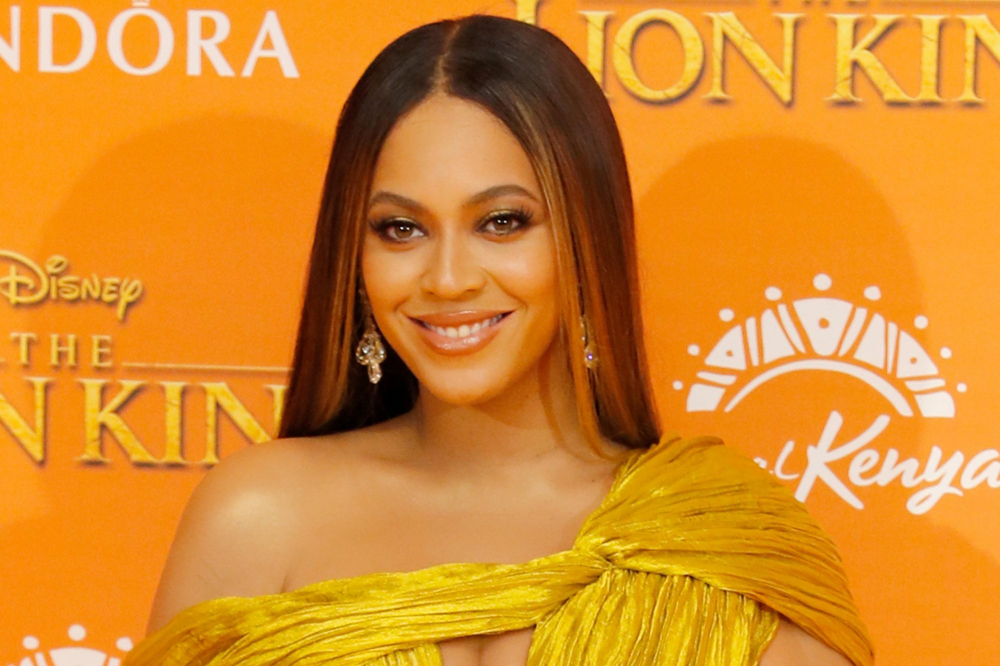 NDORA
LION KIN
Disney
THE
N KIN
Kenya